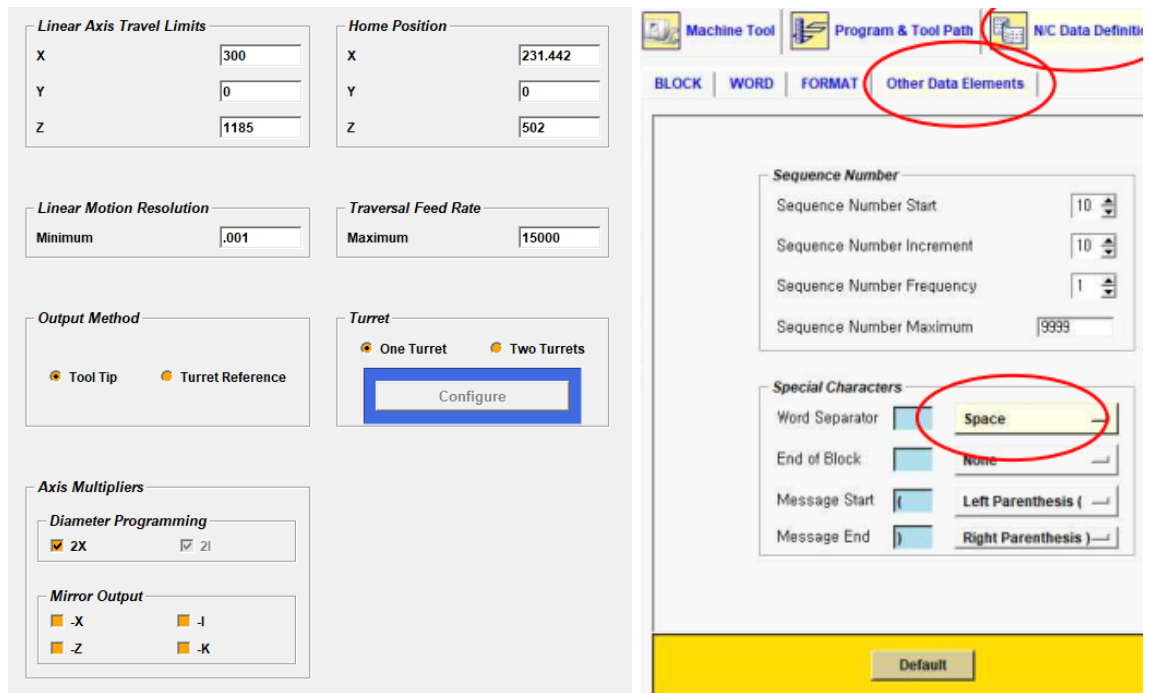 Linear Axis Travel Limits
X 300
Y 0
Z 1185
Home Position
X 231.442
Y 0
Z 502
Linear Motion Resolution
Minimum .001
Traversal Feed Rate
Maximum 15000
Output Method
Tool Tip Turret Reference
Turret
One Turret Two Turrets
Configure
Axis Multipliers
Diameter Programming
2X 2I
Mirror Output
-X -I
-Z -K
Machine Tool Program & Tool Path N/C Data Definiti
BLOCK WORD FORMAT Other Data Elements
Sequence Number
Sequence Number Start 10
Sequence Number Increment 10
Sequence Number Frequency 1
Sequence Number Maximum 9999
Special Characters
Word Separator Space
End of Block None
Message Start ( Left Parenthesis (
Message End ) Right Parenthesis )
Default